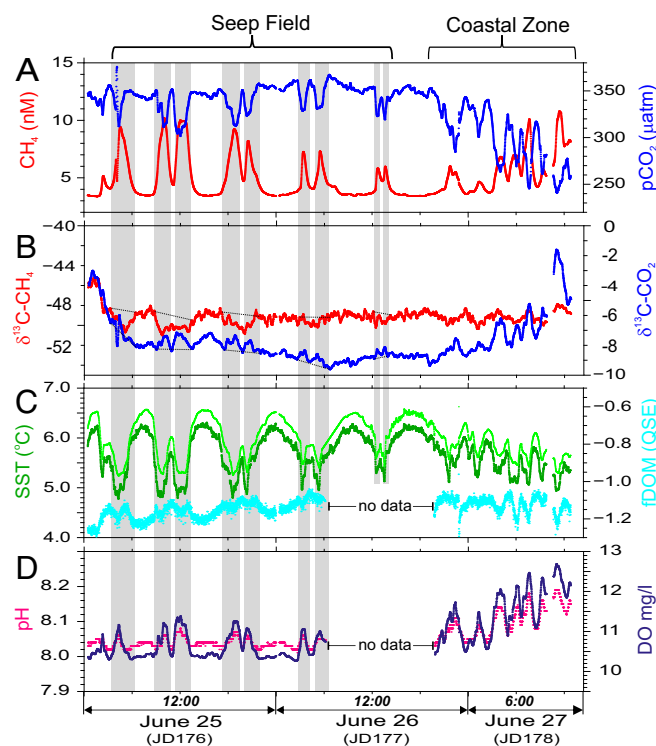 Seep Field Coastal Zone
A
15
10
5
CH₄ (nM)
350
300
250
pCO₂ (μatm)
B
−40
−44
−48
−52
δ¹³C-CH₄
0
−2
−4
−6
−8
−10
δ¹³C-CO₂
C
7.0
6.0
5.0
4.0
SST (°C)
−0.6
−0.8
−1.0
−1.2
fDOM (QSE)
no data
D
8.2
8.1
8.0
7.9
pH
13
12
11
10
DO mg/l
no data
12:00 12:00 6:00
June 25 June 26 June 27
(JD176) (JD177) (JD178)